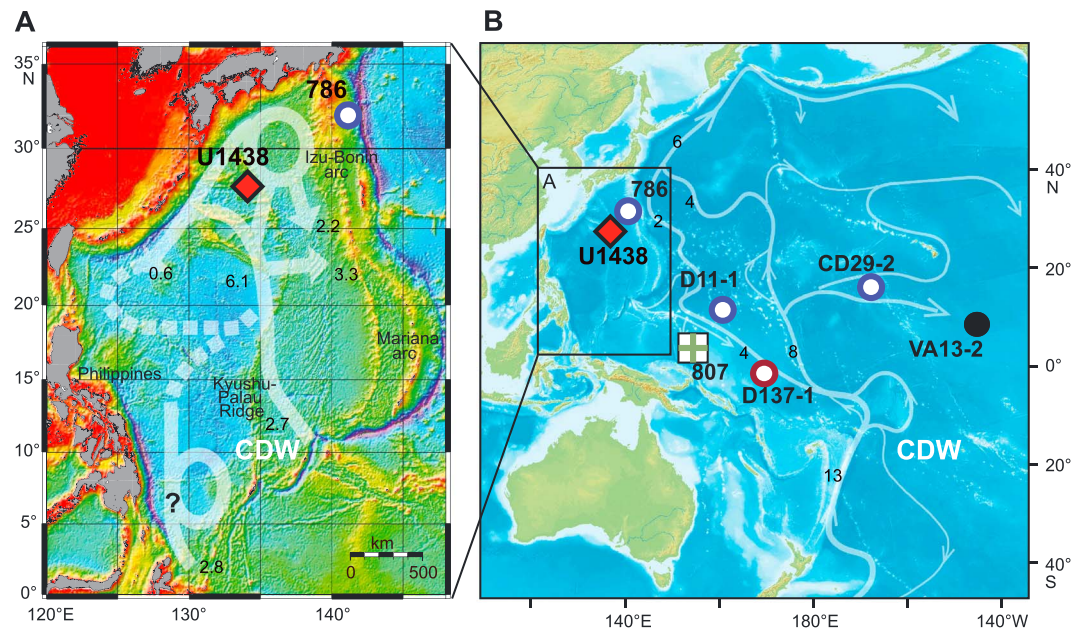 A
35°
N
30°
25°
20°
15°
10°
5°
0°
120°E
130°
140°
786
U1438
Izu-Bonin
arc
2.2
0.6
6.1
3.3
Mariana
arc
Philippines
Kyushu-
Palau
Ridge
2.7
CDW
?
2.8
km
0
500
B
A
6
4
786
2
U1438
D11-1
CD29-2
VA13-2
807
4
8
D137-1
CDW
13
40°
N
20°
0°
20°
40°
S
140°E
180°E
140°W